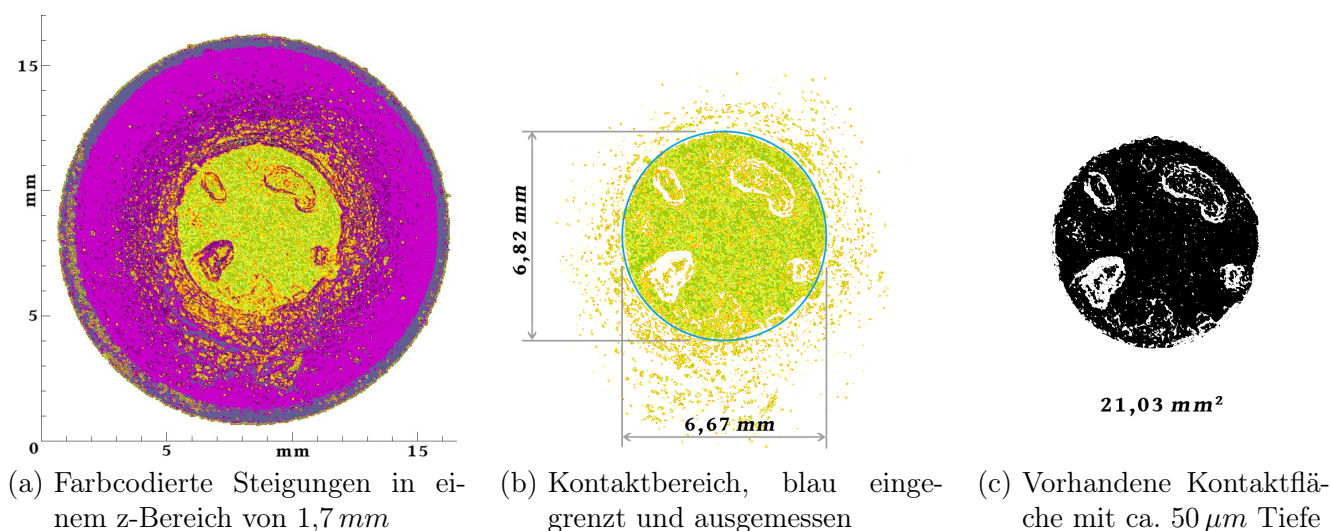 15
10
5
0
mm
5
mm
15
6,82 mm
6,67 mm
21,03 mm²
(a) Farbcodierte Steigungen in ei-
nem z-Bereich von 1,7 mm
(b) Kontaktbereich, blau einge-
grenzt und ausgemessen
(c) Vorhandene Kontaktflä-
che mit ca. 50 μm Tiefe